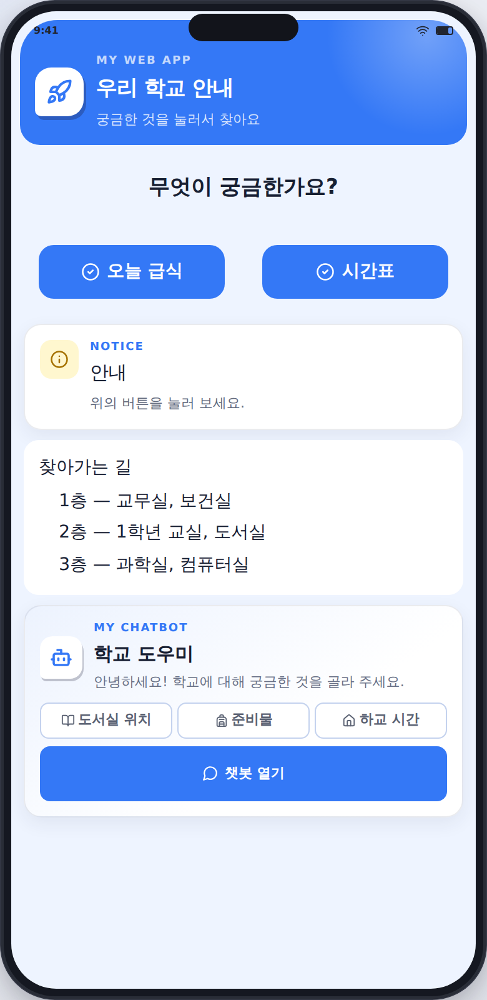 9:41
MY WEB APP
우리 학교 안내
궁금한 것을 눌러서 찾아요
무엇이 궁금한가요?
오늘 급식
시간표
NOTICE
안내
위의 버튼을 눌러 보세요.
찾아가는 길
1층 — 교무실, 보건실
2층 — 1학년 교실, 도서실
3층 — 과학실, 컴퓨터실
MY CHATBOT
학교 도우미
안녕하세요! 학교에 대해 궁금한 것을 골라 주세요.
도서실 위치
준비물
하교 시간
챗봇 열기